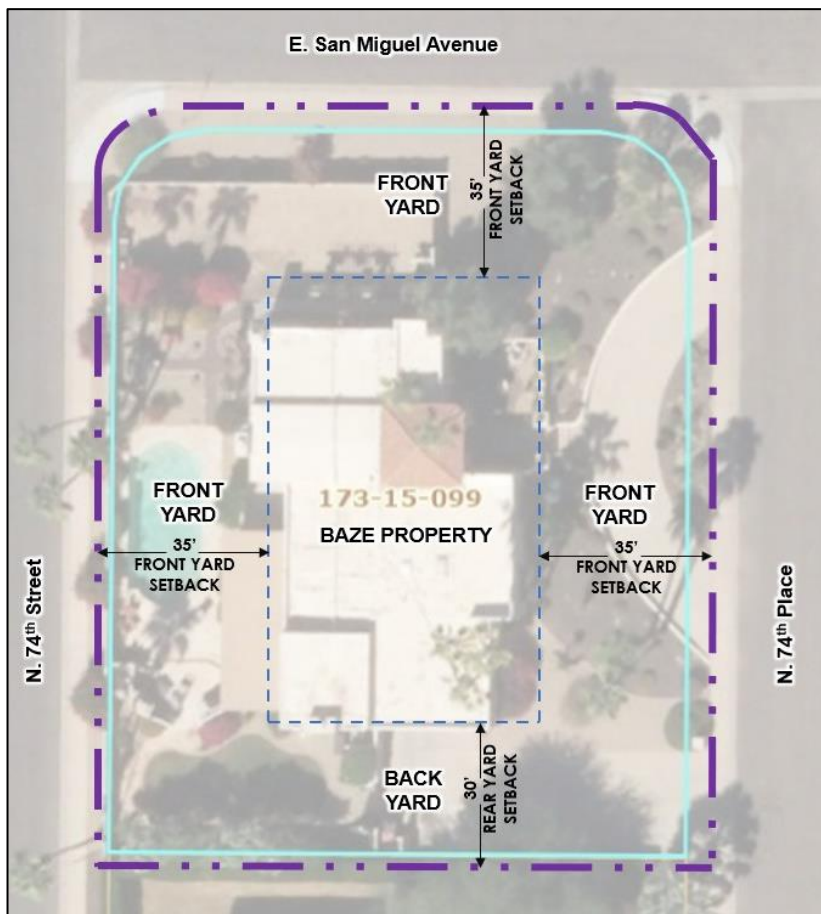 E. San Miguel Avenue
FRONT
YARD
35’
FRONT YARD
SETBACK
173-15-099
BAZE PROPERTY
FRONT
YARD
35’
FRONT YARD
SETBACK
FRONT
YARD
35’
FRONT YARD
SETBACK
N. 74th Street
N. 74th Place
BACK
YARD
30’
REAR YARD
SETBACK